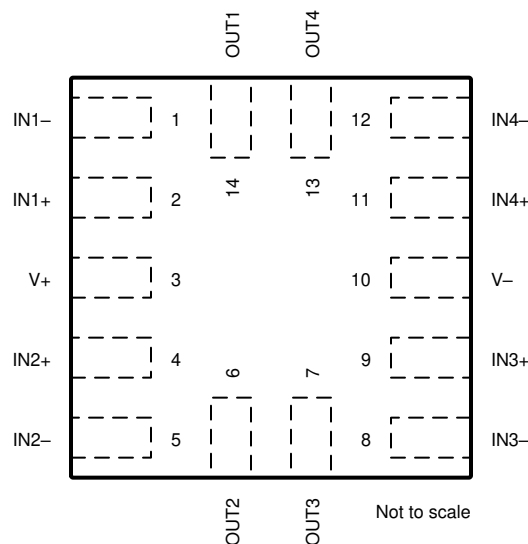 OUT1 OUT4
IN1– 1 12 IN4–
14 13
IN1+ 2 11 IN4+
V+ 3 10 V–
IN2+ 4 9 IN3+
6 7
IN2– 5 8 IN3–
OUT2 OUT3
Not to scale